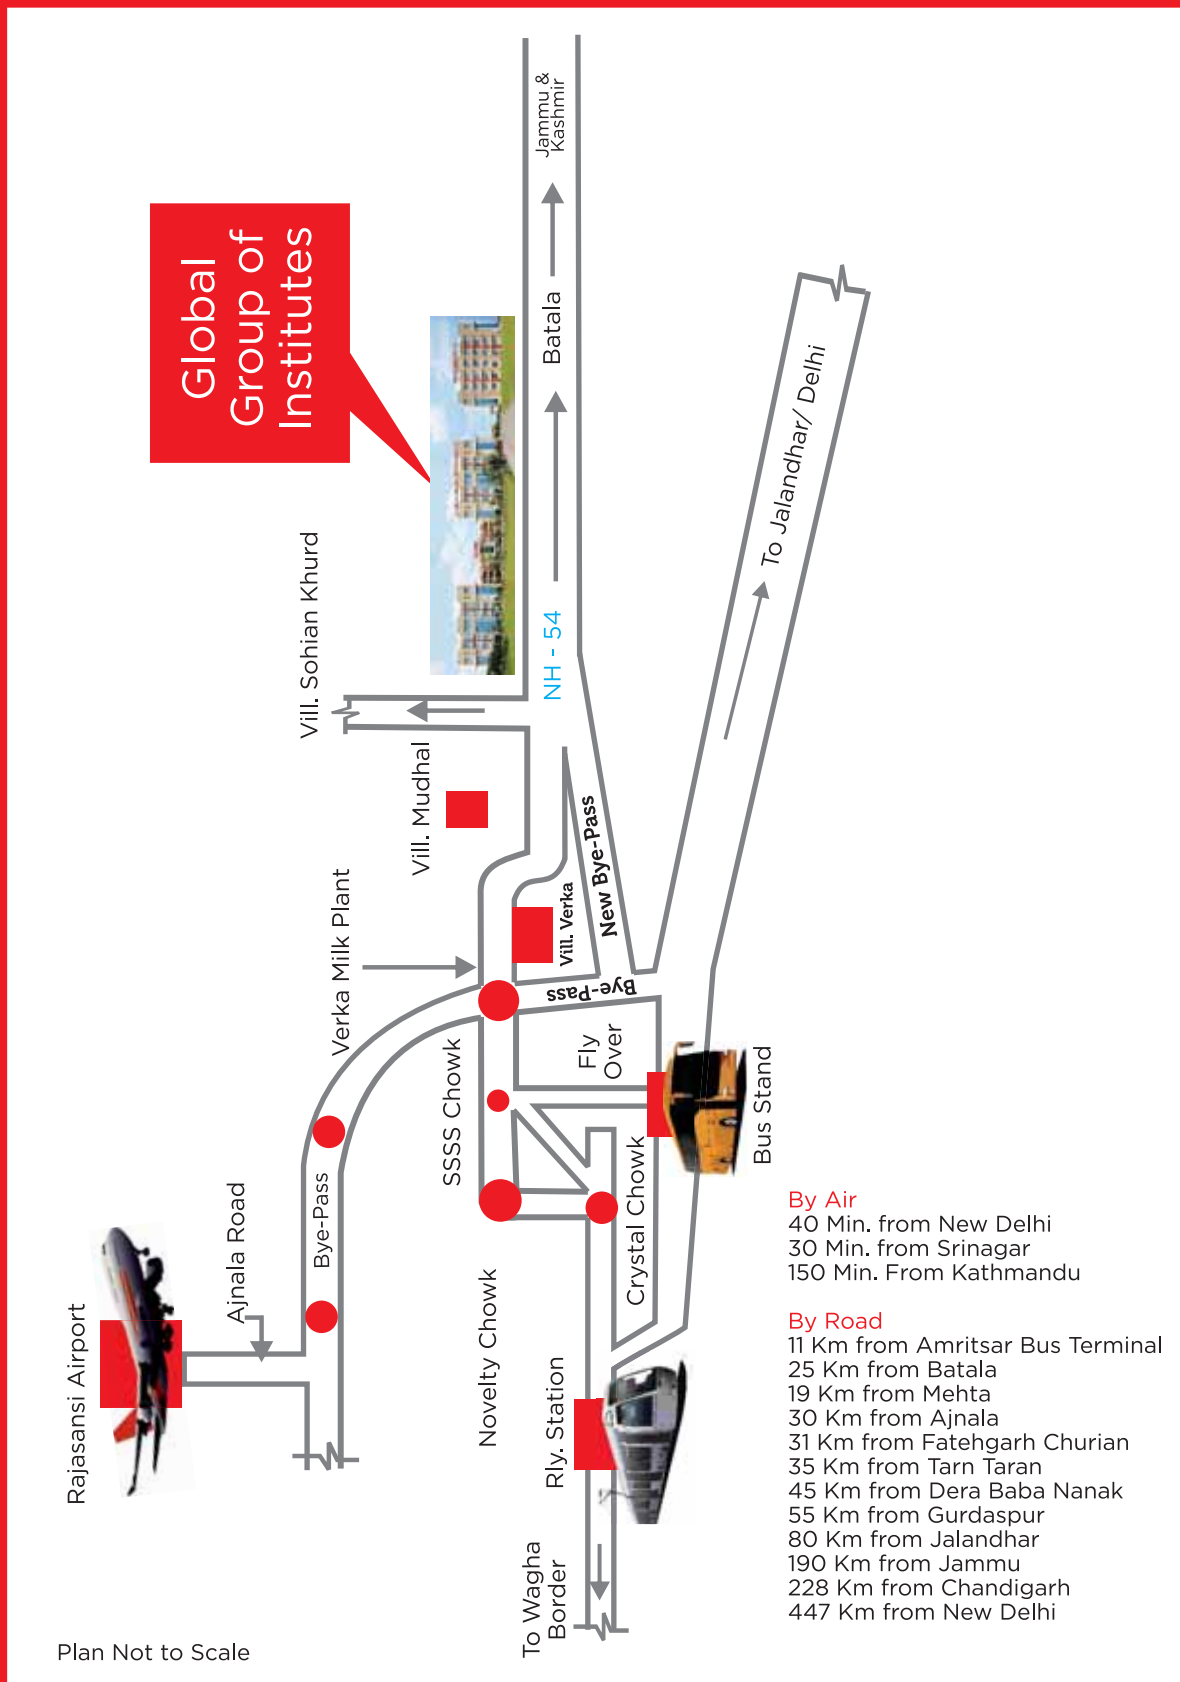 Jammu &
Kashmir
Global
Group of
Institutes
Batala
To Jalandhar/ Delhi
NH - 54
Vill. Sohian Khurd
Vill. Mudhal
New Bye-Pass
Vill. Verka
Verka Milk Plant
Bye-Pass
Fly
Over
SSSS Chowk
Bus Stand
Crystal Chowk
Bye-Pass
Ajnala Road
Rajasansi Airport
Novelty Chowk
Rly. Station
To Wagha
Border
By Air
40 Min. from New Delhi
30 Min. from Srinagar
150 Min. From Kathmandu
By Road
11 Km from Amritsar Bus Terminal
25 Km from Batala
19 Km from Mehta
30 Km from Ajnala
31 Km from Fatehgarh Churian
35 Km from Tarn Taran
45 Km from Dera Baba Nanak
55 Km from Gurdaspur
80 Km from Jalandhar
190 Km from Jammu
228 Km from Chandigarh
447 Km from New Delhi
Plan Not to Scale